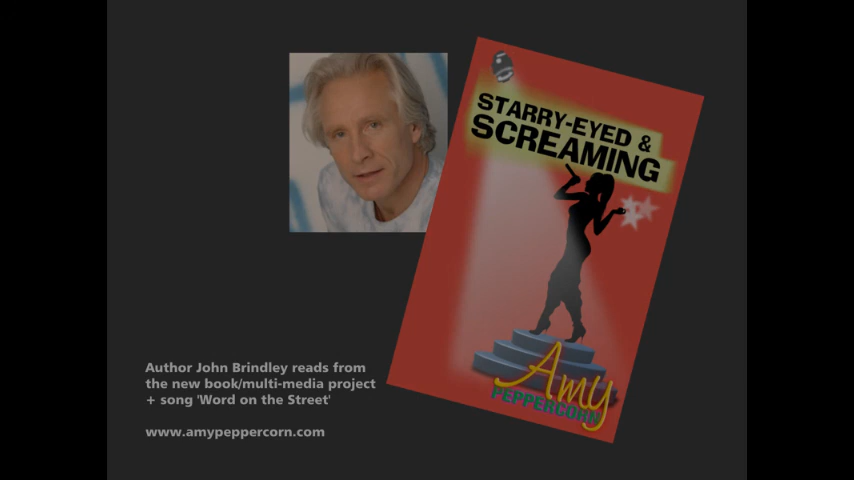 STARRY-EYED &
SCREAMING
Amy
PEPPERCORN
Author John Brindley reads from
the new book/multi-media project
+ song 'Word on the Street'
www.amypeppercorn.com